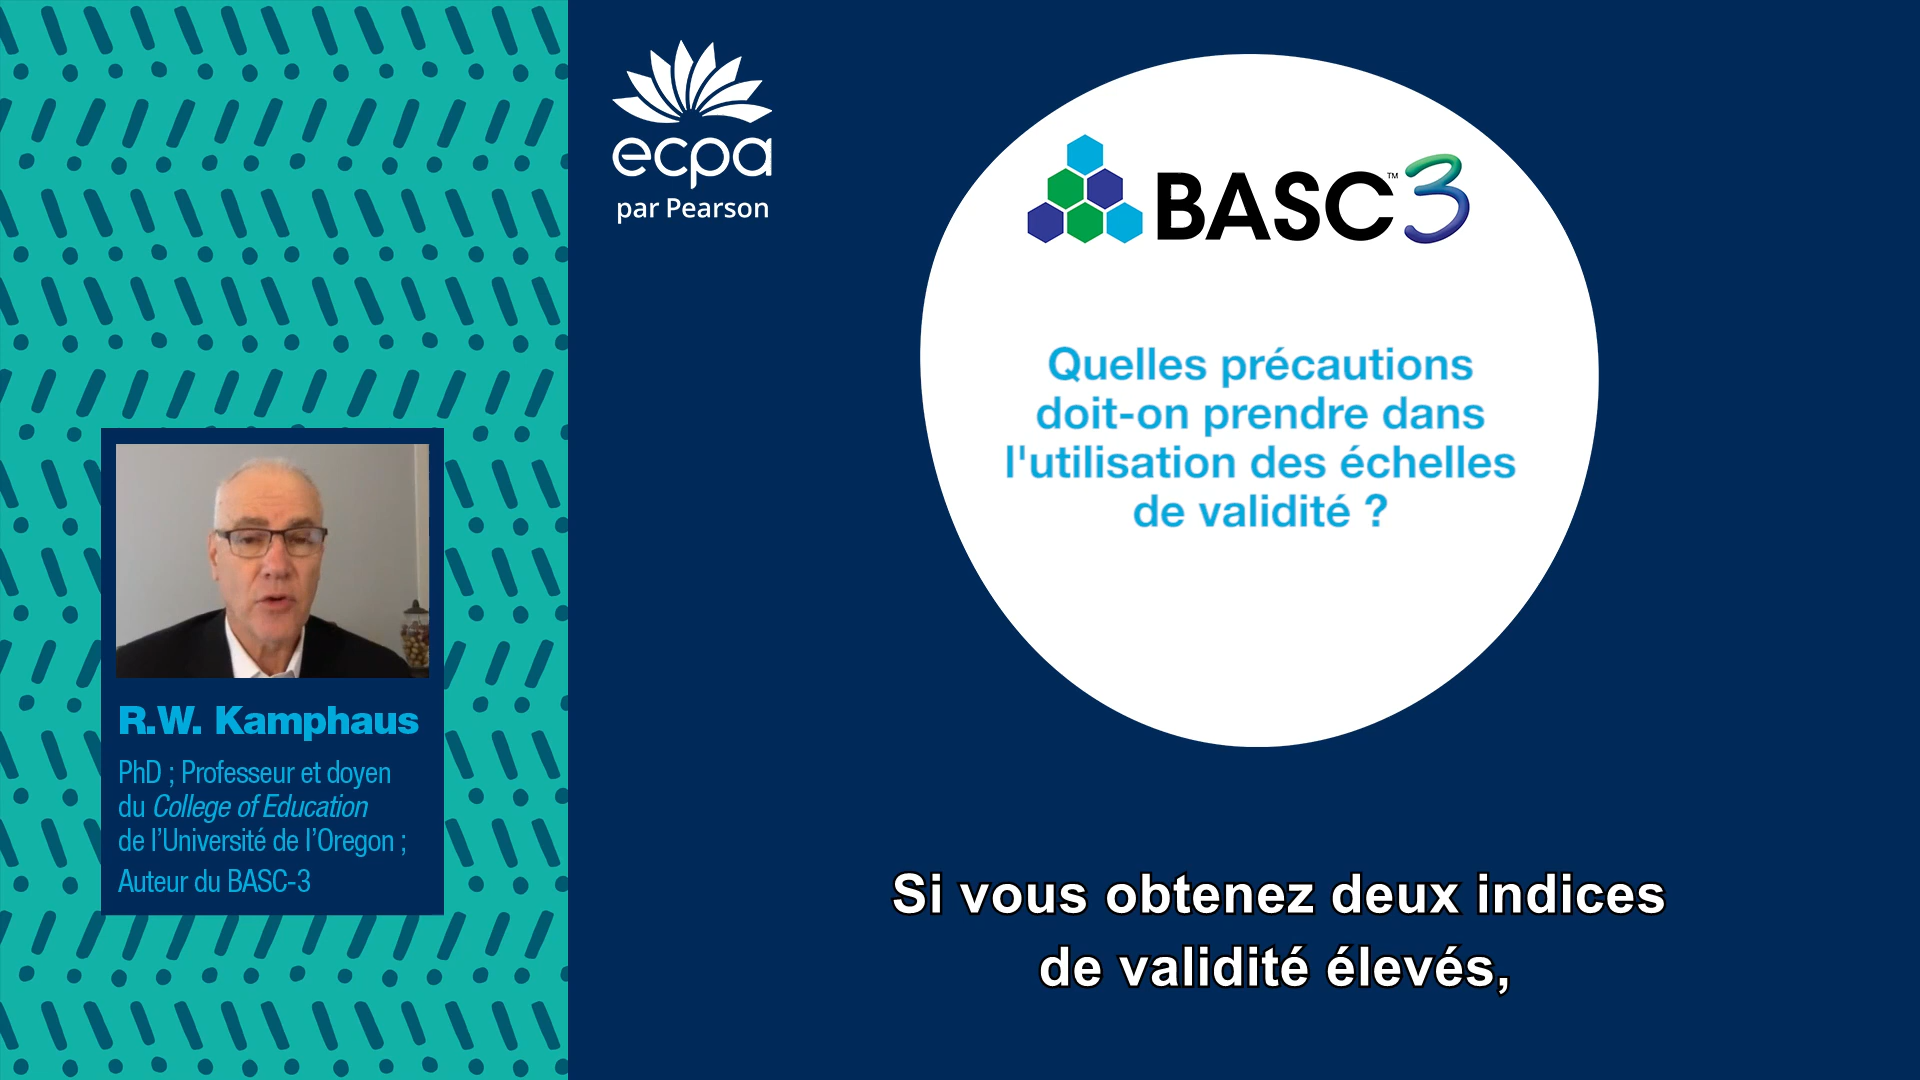 ecpa
par Pearson
BASC™3
Quelles précautions
doit-on prendre dans
l'utilisation des échelles
de validité ?
R.W. Kamphaus
PhD ; Professeur et doyen
du College of Education
de l’Université de l’Oregon ;
Auteur du BASC-3
Si vous obtenez deux indices
de validité élevés,